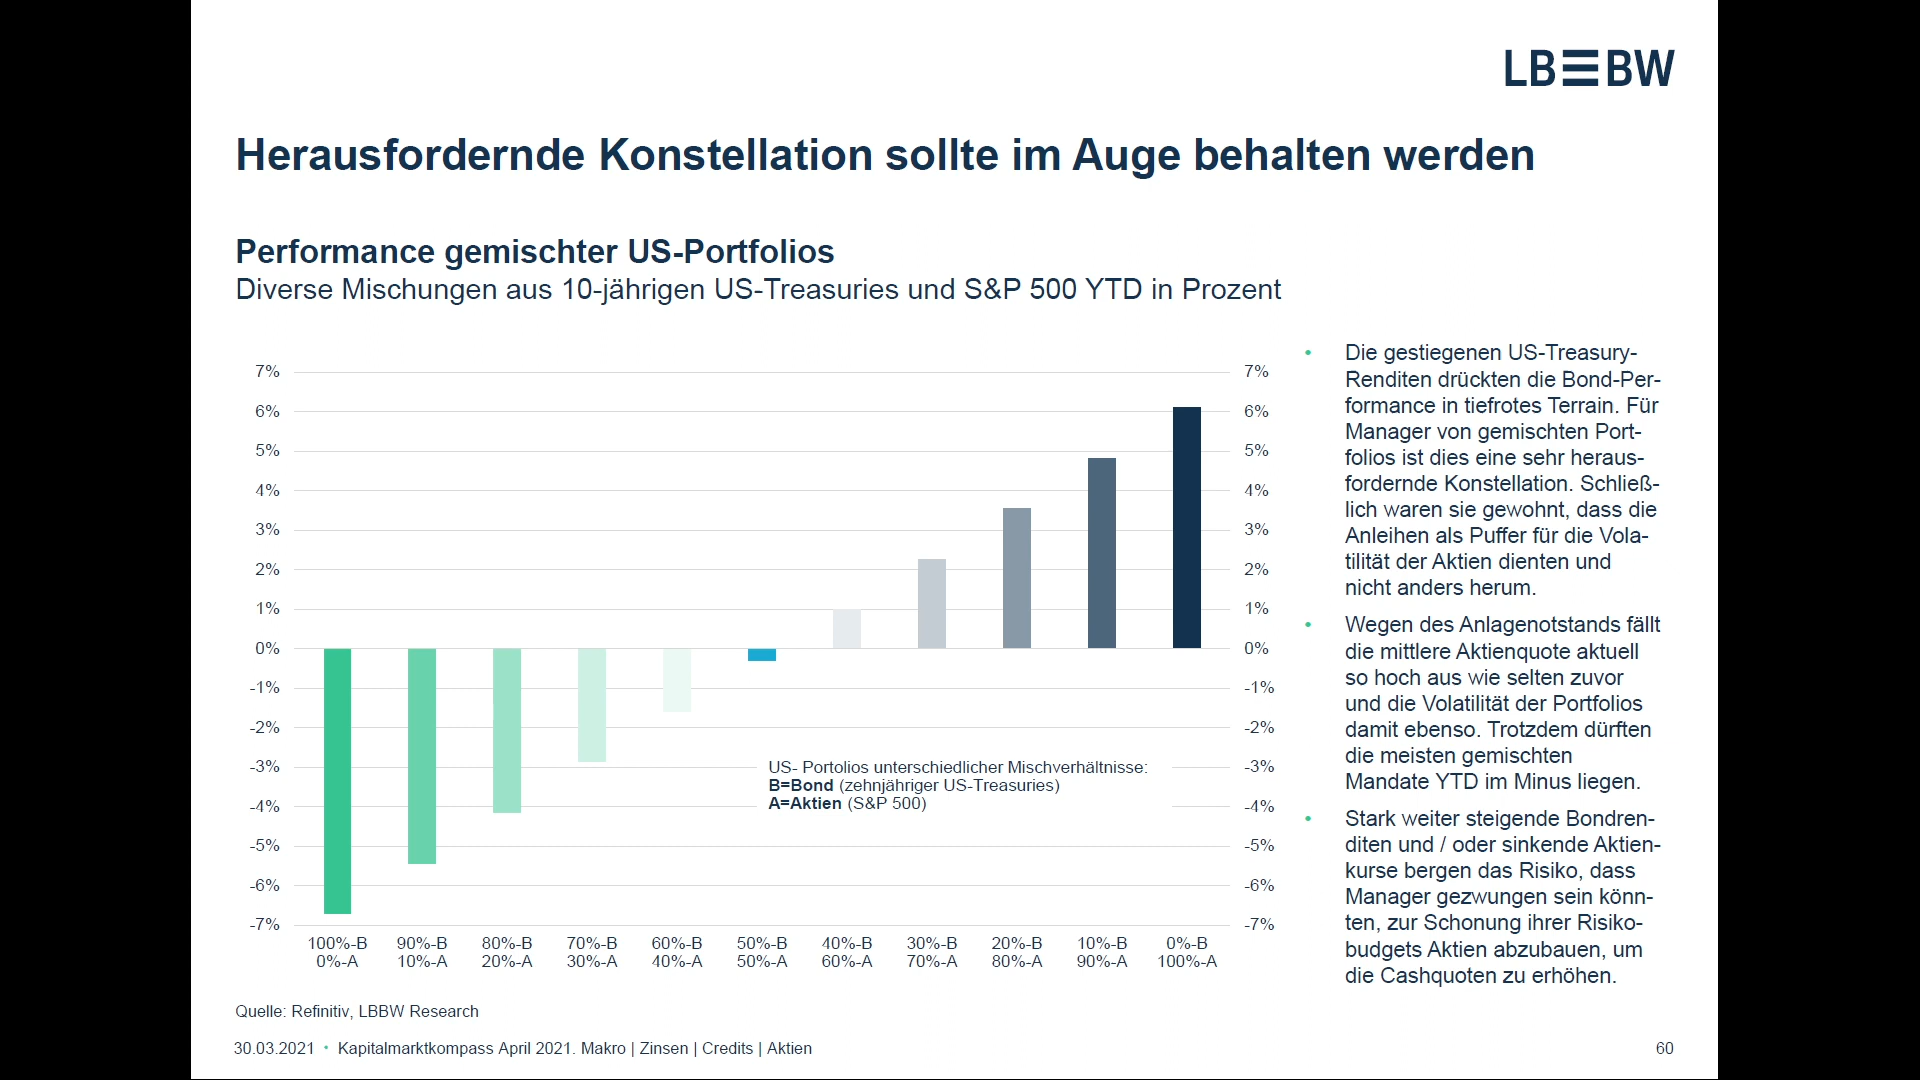 LBBW
Herausfordernde Konstellation sollte im Auge behalten werden
Performance gemischter US-Portfolios
Diverse Mischungen aus 10-jährigen US-Treasuries und S&P 500 YTD in Prozent
7% 7%
6% 6%
5% 5%
4% 4%
3% 3%
2% 2%
1% 1%
0% 0%
-1% -1%
-2% -2%
-3% -3%
-4% -4%
-5% -5%
-6% -6%
-7% -7%
US- Portolios unterschiedlicher Mischverhältnisse:
B=Bond (zehnjähriger US-Treasuries)
A=Aktien (S&P 500)
100%-B 90%-B 80%-B 70%-B 60%-B 50%-B 40%-B 30%-B 20%-B 10%-B 0%-B
0%-A 10%-A 20%-A 30%-A 40%-A 50%-A 60%-A 70%-A 80%-A 90%-A 100%-A
• Die gestiegenen US-Treasury-
Renditen drückten die Bond-Per-
formance in tiefrotes Terrain. Für
Manager von gemischten Port-
folios ist dies eine sehr heraus-
fordernde Konstellation. Schließ-
lich waren sie gewohnt, dass die
Anleihen als Puffer für die Vola-
tilität der Aktien dienten und
nicht anders herum.
• Wegen des Anlagenotstands fällt
die mittlere Aktienquote aktuell
so hoch aus wie selten zuvor
und die Volatilität der Portfolios
damit ebenso. Trotzdem dürften
die meisten gemischten
Mandate YTD im Minus liegen.
• Stark weiter steigende Bondren-
diten und / oder sinkende Aktien-
kurse bergen das Risiko, dass
Manager gezwungen sein könn-
ten, zur Schonung ihrer Risiko-
budgets Aktien abzubauen, um
die Cashquoten zu erhöhen.
Quelle: Refinitiv, LBBW Research
30.03.2021 • Kapitalmarktkompass April 2021. Makro | Zinsen | Credits | Aktien
60